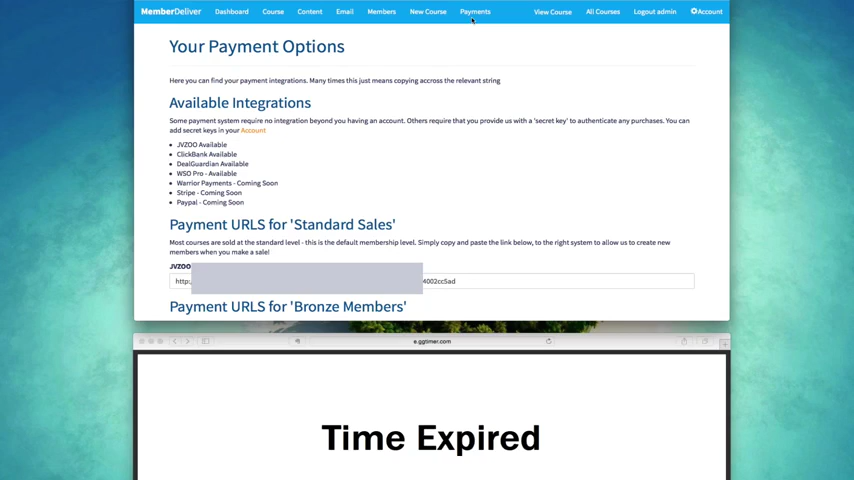 MemberDeliver Dashboard Course Content Email Members New Course Payments View Course All Courses Logout admin Account
Your Payment Options
Here you can find your payment integrations. Many times this just means copying accross the relevant string
Available Integrations
Some payment system require no integration beyond you having an account. Others require that you provide us with a 'secret key' to authenticate any purchases. You can
add secret keys in your Account
JVZOO Available
ClickBank Available
DealGuardian Available
WSO Pro - Available
Warrior Payments - Coming Soon
Stripe - Coming Soon
Paypal - Coming Soon
Payment URLS for 'Standard Sales'
Most courses are sold at the standard level - this is the default membership level. Simply copy and paste the link below, to the right system to allow us to create new
members when you make a sale!
JVZOO
http:/ 4002cc5ad
Payment URLS for 'Bronze Members'
e.ggtimer.com
Time Expired